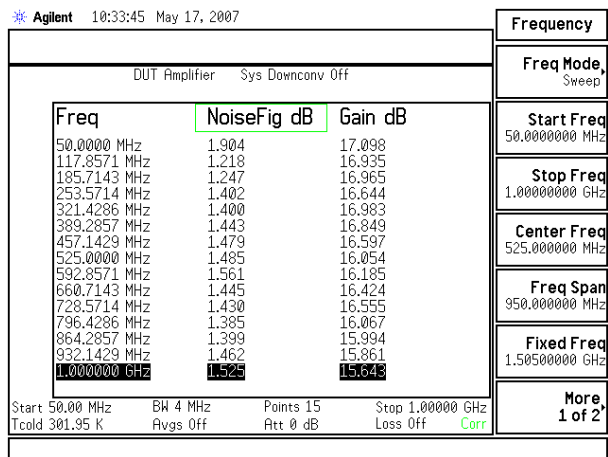 Agilent 10:33:45 May 17, 2007
Frequency
DUT Amplifier Sys Downconv Off
Freq NoiseFig dB Gain dB
50.0000 MHz 1.904 17.098
117.8571 MHz 1.218 16.935
185.7143 MHz 1.247 16.965
253.5714 MHz 1.402 16.644
321.4286 MHz 1.400 16.983
389.2857 MHz 1.443 16.849
457.1429 MHz 1.479 16.597
525.0000 MHz 1.485 16.054
592.8571 MHz 1.561 16.185
660.7143 MHz 1.445 16.424
728.5714 MHz 1.430 16.555
796.4286 MHz 1.385 16.067
864.2857 MHz 1.399 15.994
932.1429 MHz 1.462 15.861
1.000000 GHz 1.525 15.643
Start 50.00 MHz BW 4 MHz Points 15 Stop 1.00000 GHz
Tcold 301.95 K Avgs Off Att 0 dB Loss Off Corr
Freq Mode
Sweep
Start Freq
50.0000000 MHz
Stop Freq
1.00000000 GHz
Center Freq
525.000000 MHz
Freq Span
950.000000 MHz
Fixed Freq
1.50500000 GHz
More
1 of 2